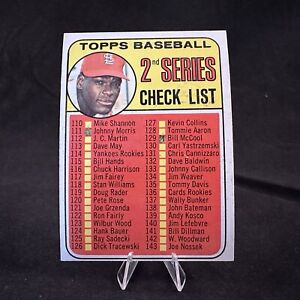 TOPPS BASEBALL
2nd SERIES
CHECK LIST
110 Mike Shannon
111 Johnny Morris
112 J. C. Martin
113 Dave May
114 Yankees Rookies
115 Bill Hands
116 Chuck Harrison
117 Jim Fairey
118 Stan Williams
119 Doug Rader
120 Pete Rose
121 Joe Grzenda
122 Ron Fairly
123 Wilbur Wood
124 Hank Bauer
125 Ray Sadecki
126 Dick Tracewski
127 Kevin Collins
128 Tommie Aaron
129 Bill McCool
130 Carl Yastrzemski
131 Chris Cannizzaro
132 Dave Baldwin
133 Johnny Callison
134 Jim Weaver
135 Tommy Davis
136 Cards Rookies
137 Wally Bunker
138 John Bateman
139 Andy Kosco
140 Jim Lefebvre
141 Bill Dillman
142 W. Woodward
143 Joe Nossek